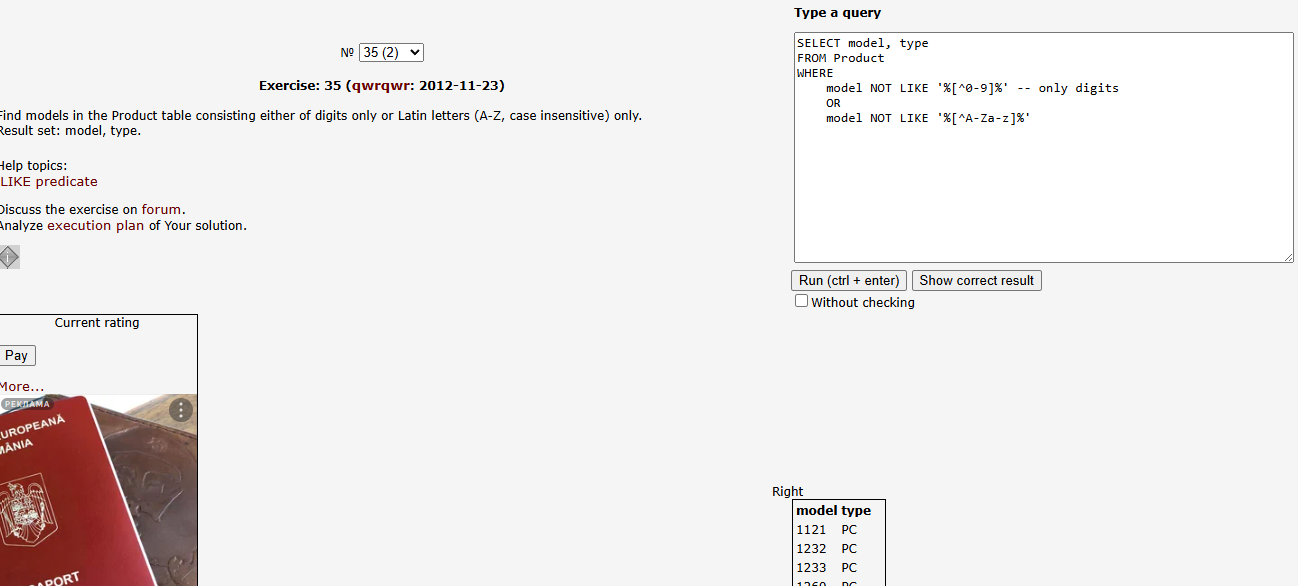 № 35 (2)
Exercise: 35 (qwrqwr: 2012-11-23)
Find models in the Product table consisting either of digits only or Latin letters (A-Z, case insensitive) only.
Result set: model, type.
Help topics:
LIKE predicate
Discuss the exercise on forum.
Analyze execution plan of Your solution.
Current rating
Pay
More...
РЕКЛАМА
EUROPEANĂ
Type a query
SELECT model, type
FROM Product
WHERE
model NOT LIKE '%[^0-9]%' -- only digits
OR
model NOT LIKE '%[^A-Za-z]%'
Run (ctrl + enter) Show correct result
Without checking
Right
model type
1121 PC
1232 PC
1233 PC
1260 PC